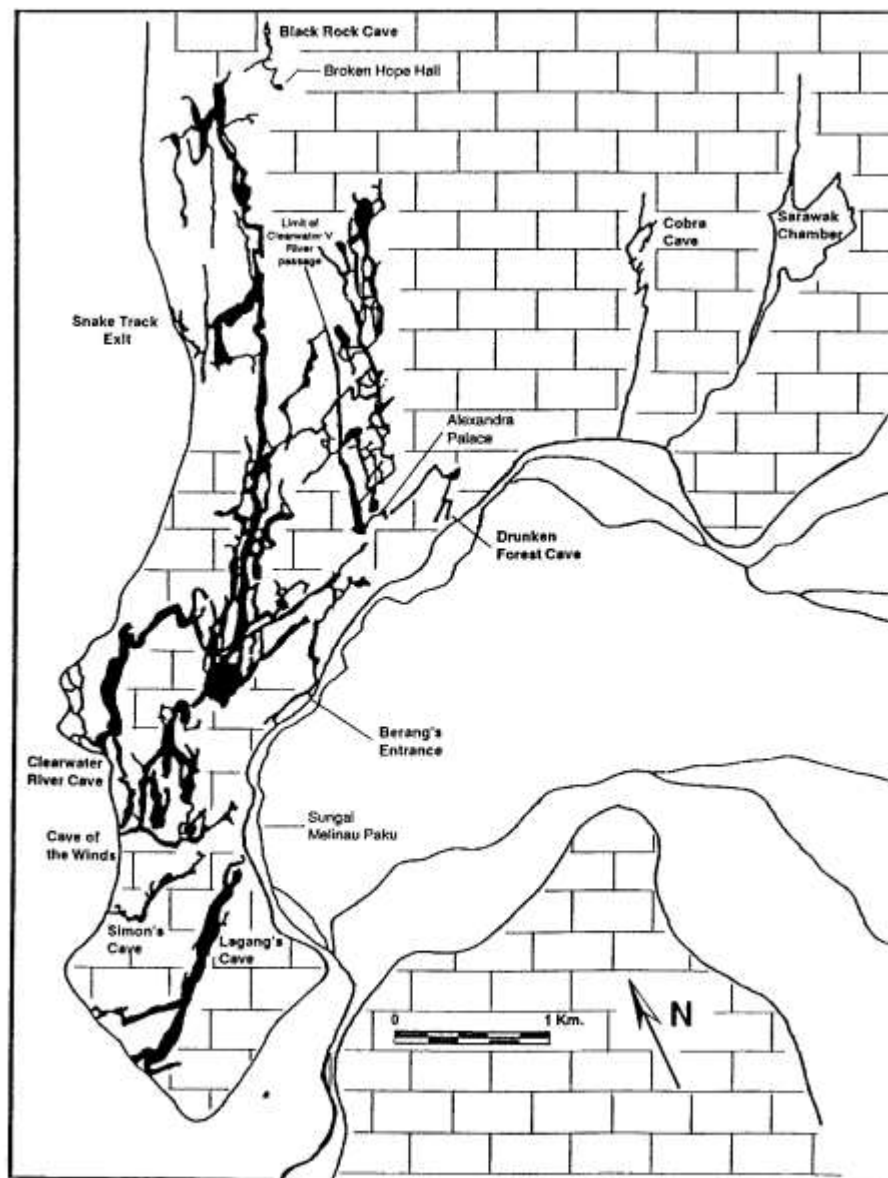 Black Rock Cave
Broken Hope Hall
Limit of
Clearwater V
River
passage
Cobra
Cave
Sarawak
Chamber
Snake Track
Exit
Alexandra
Palace
Drunken
Forest Cave
Berang's
Entrance
Clearwater
River Cave
Sungai
Melinau Paku
Cave of
the Winds
Simon's
Cave
Lagang's
Cave
0 1 Km.
N